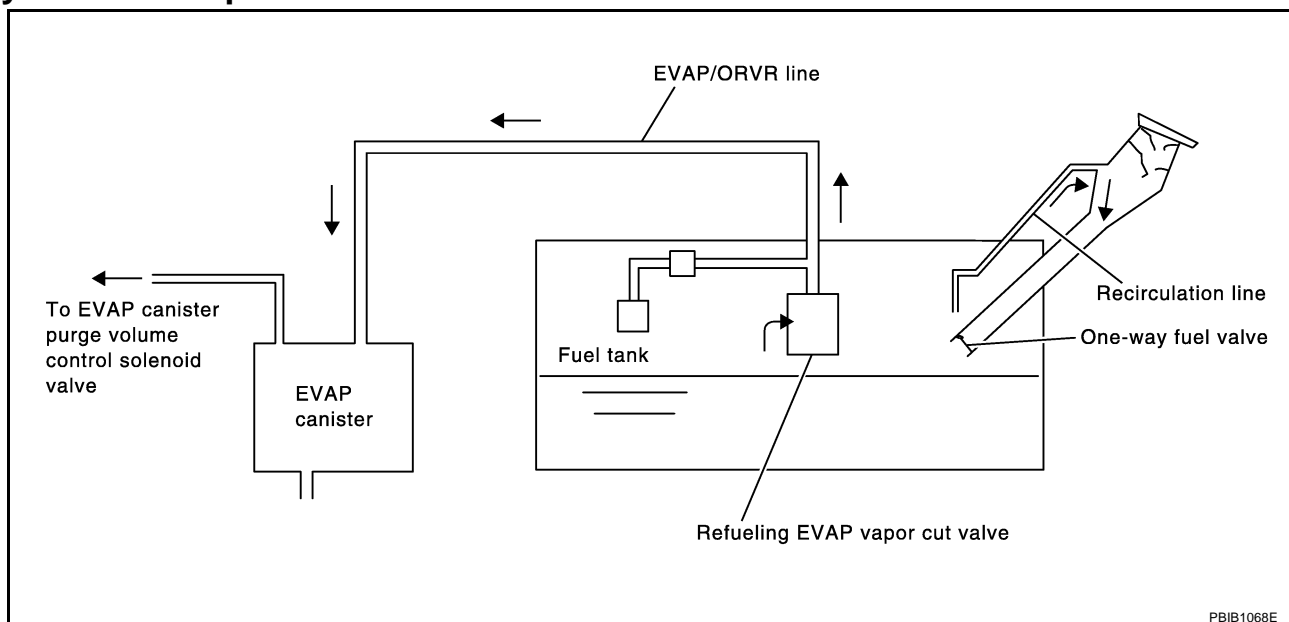 EVAP/ORVR line
To EVAP canister
purge volume
control solenoid
valve
EVAP
canister
Fuel tank
Recirculation line
One-way fuel valve
Refueling EVAP vapor cut valve
PBIB1068E